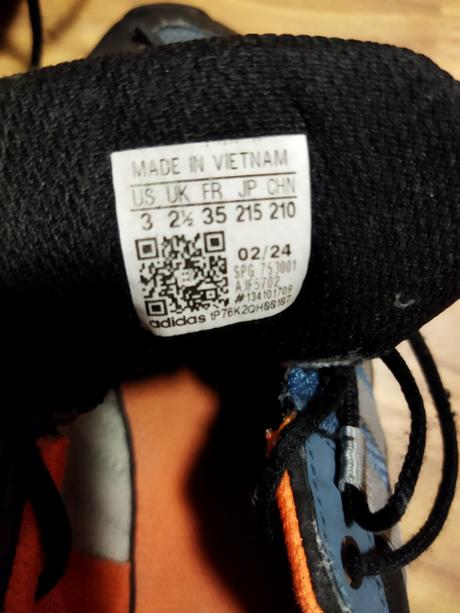 MADE IN VIETNAM
US UK FR JP CHN
3 2½ 35 215 210
02/24
SPG 753001
AIF5702
#134101709
adidas